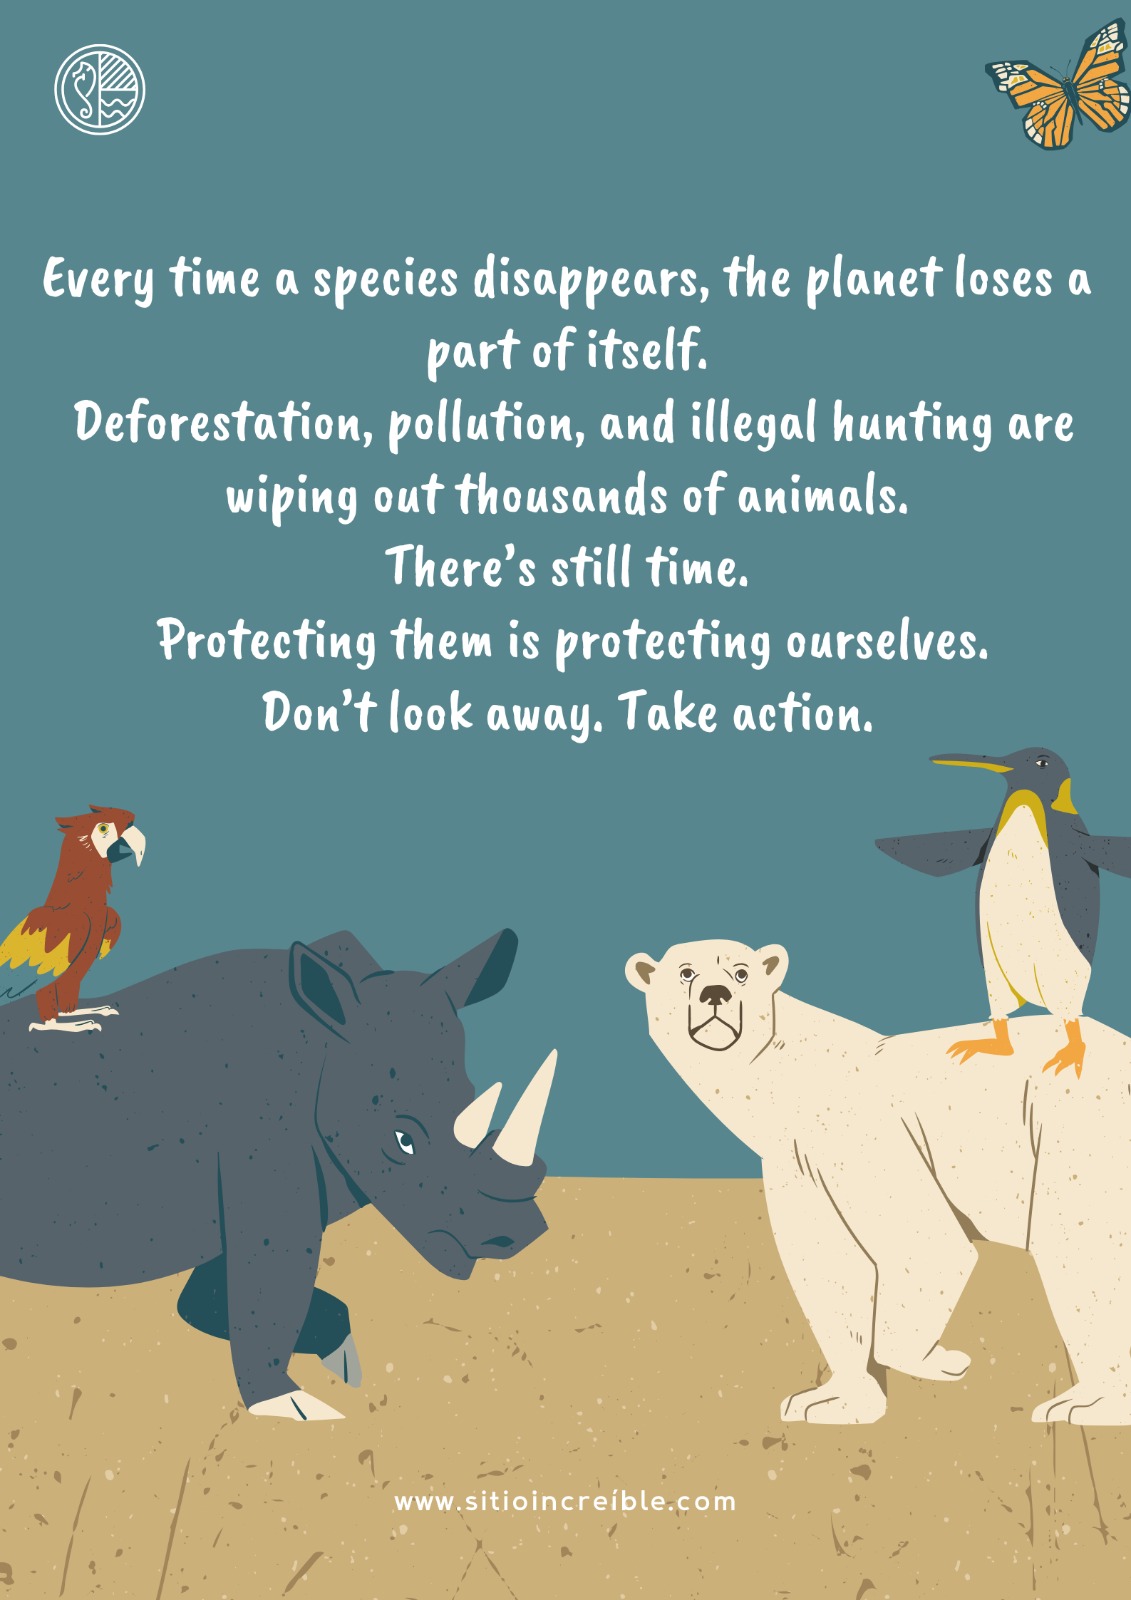 Every time a species disappears, the planet loses a
part of itself.
Deforestation, pollution, and illegal hunting are
wiping out thousands of animals.
There’s still time.
Protecting them is protecting ourselves.
Don’t look away. Take action.
www.sitioincreíble.com